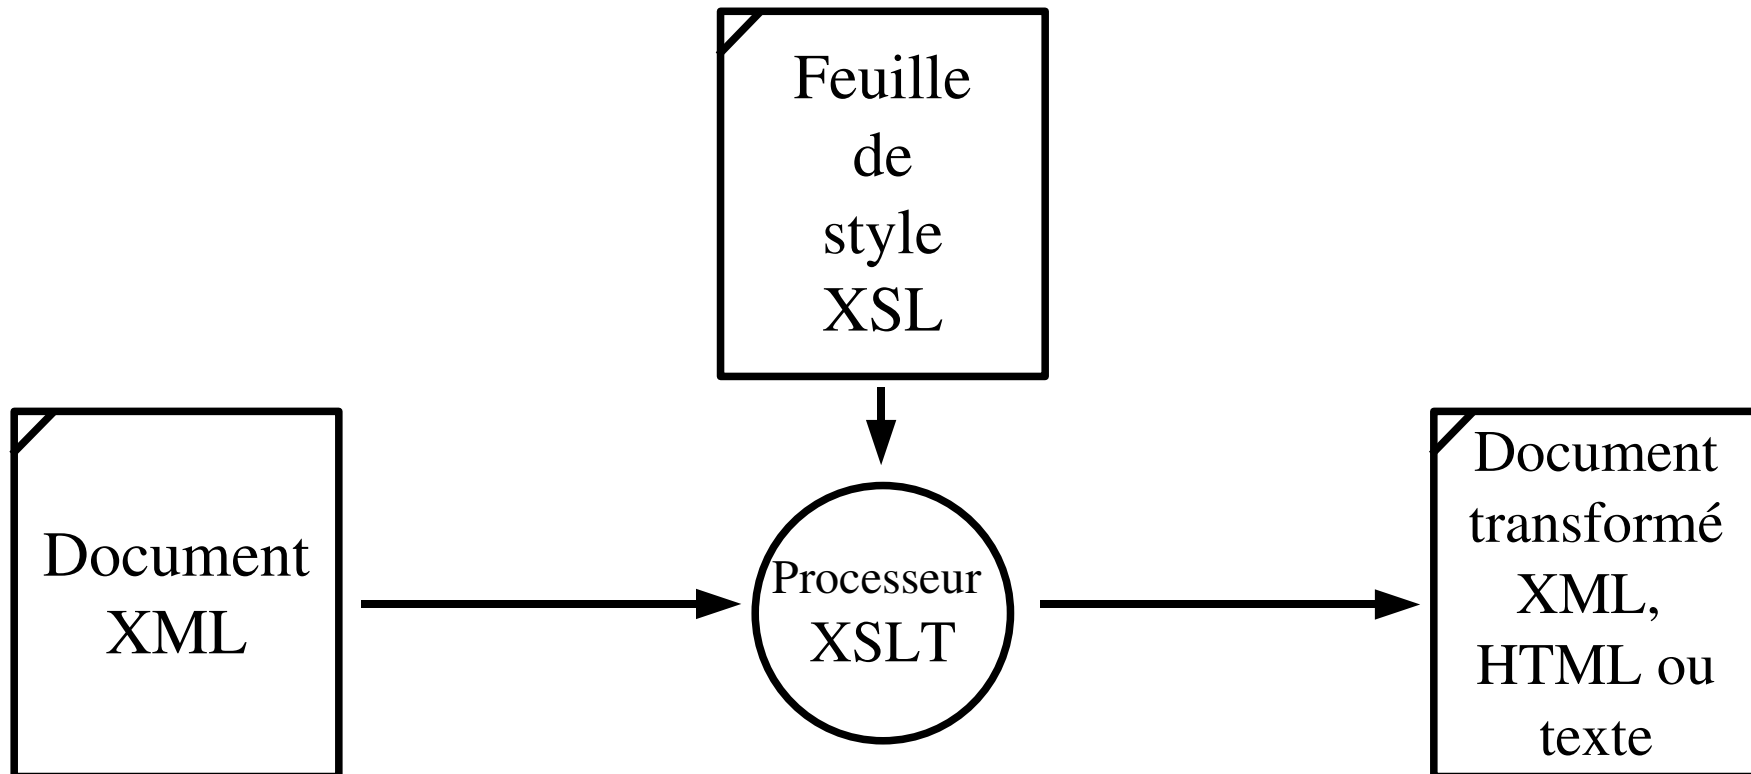 Feuille
de
style
XSL
Document
XML
Processeur
XSLT
Document
transformé
XML,
HTML ou
texte